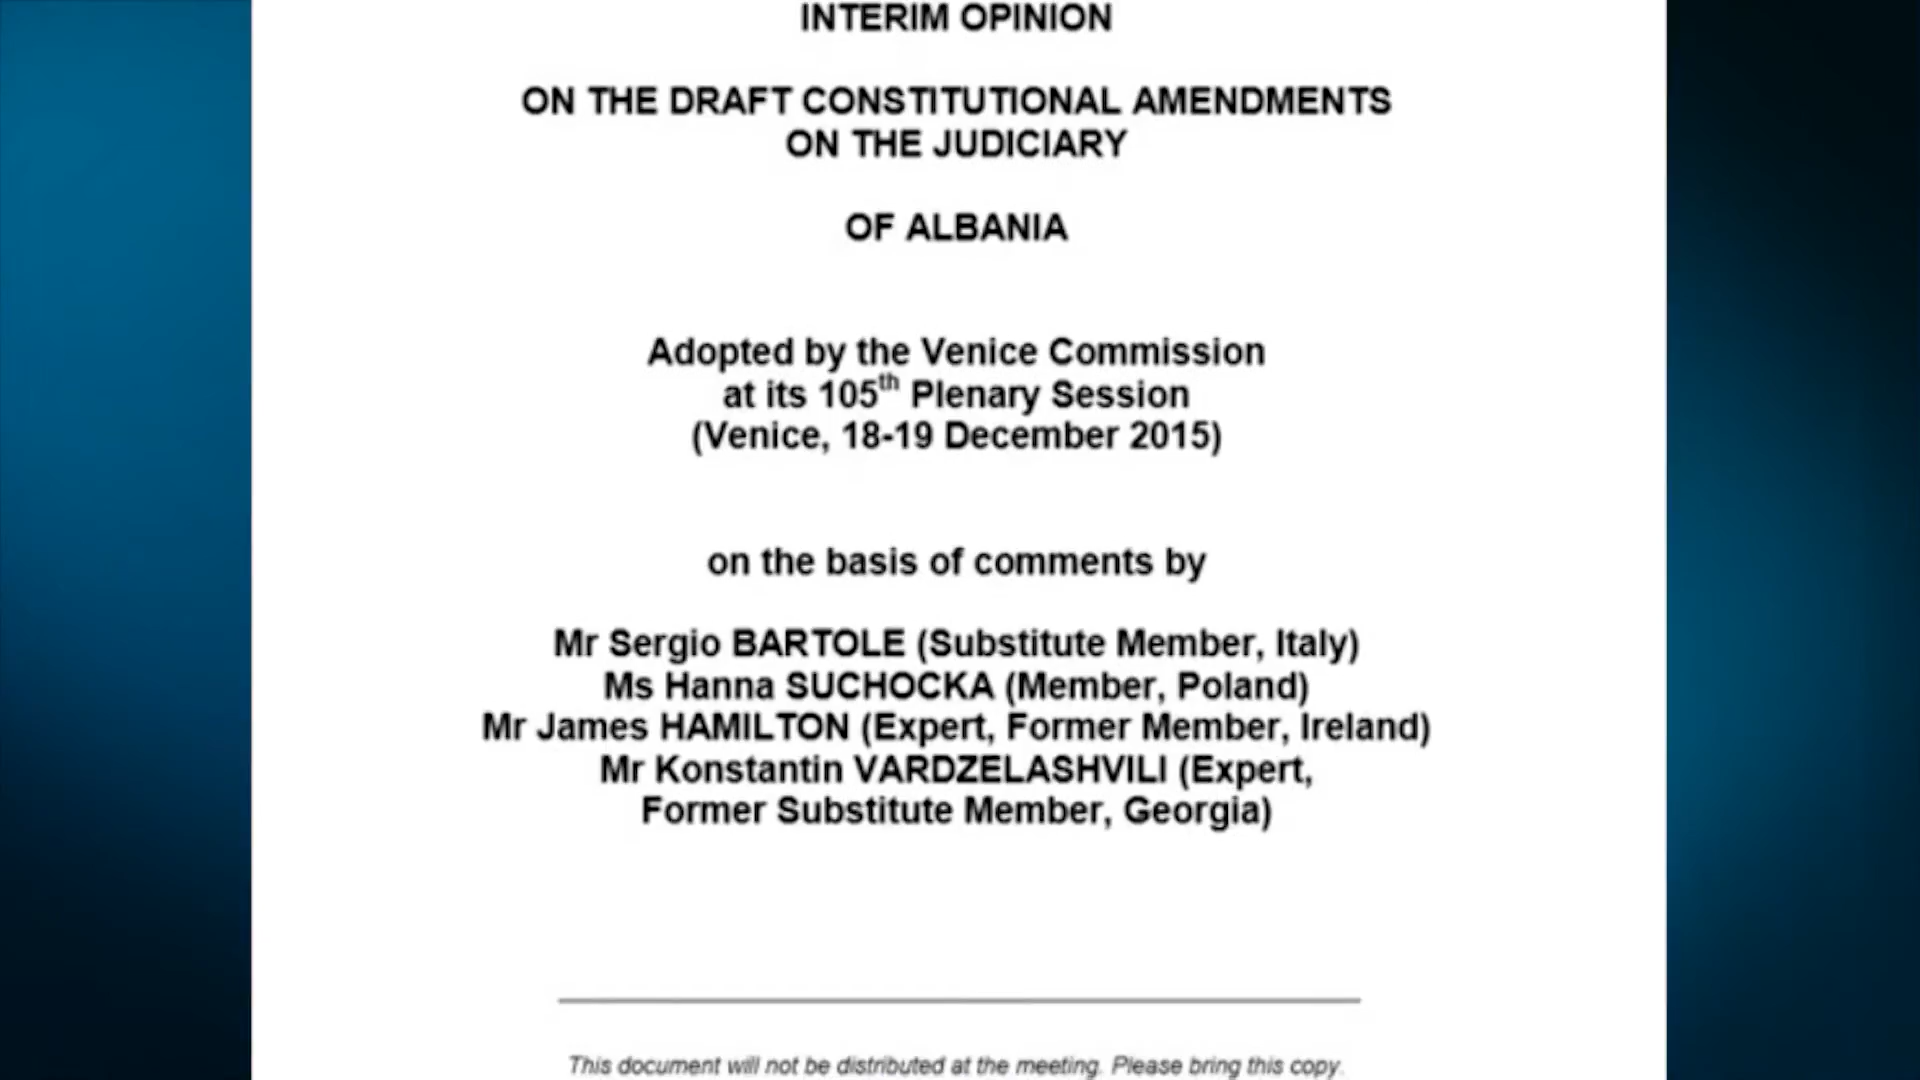 INTERIM OPINION
ON THE DRAFT CONSTITUTIONAL AMENDMENTS
ON THE JUDICIARY
OF ALBANIA
Adopted by the Venice Commission
at its 105th Plenary Session
(Venice, 18-19 December 2015)
on the basis of comments by
Mr Sergio BARTOLE (Substitute Member, Italy)
Ms Hanna SUCHOCKA (Member, Poland)
Mr James HAMILTON (Expert, Former Member, Ireland)
Mr Konstantin VARDZELASHVILI (Expert,
Former Substitute Member, Georgia)
This document will not be distributed at the meeting. Please bring this copy.